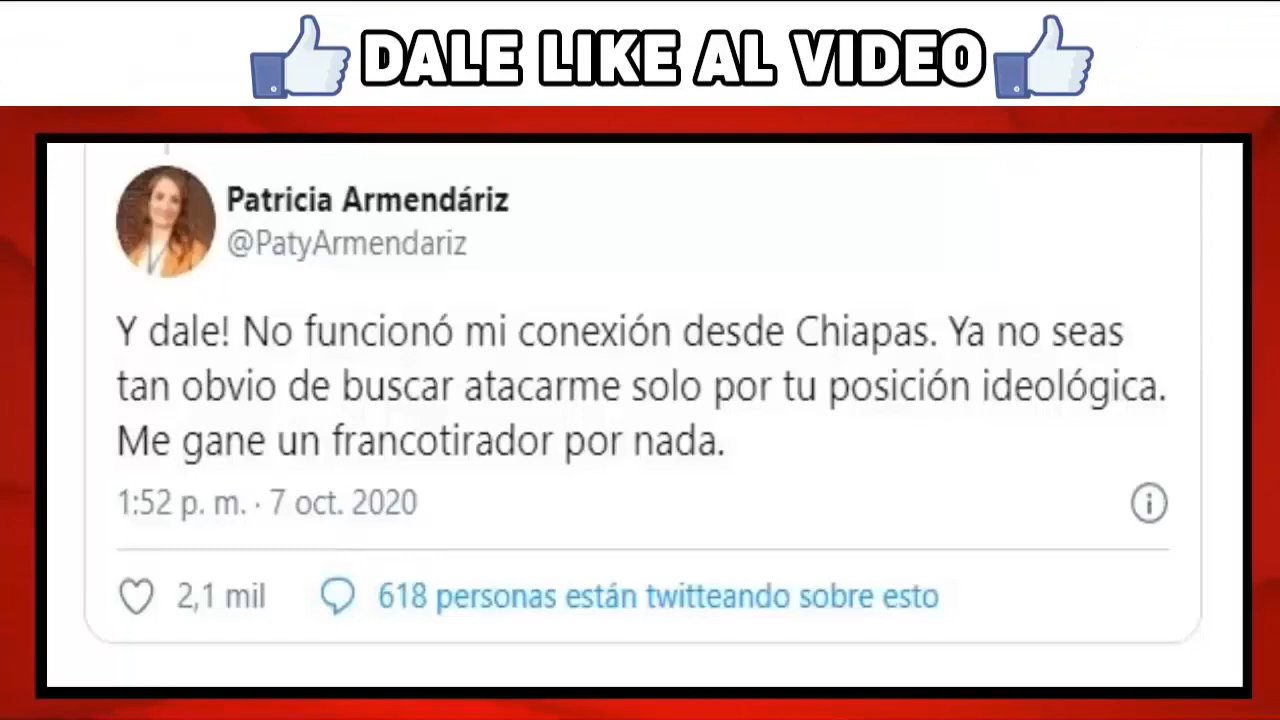 DALE LIKE AL VIDEO
Patricia Armendáriz
@PatyArmendariz
Y dale! No funcionó mi conexión desde Chiapas. Ya no seas
tan obvio de buscar atacarme solo por tu posición ideológica.
Me gane un francotirador por nada.
1:52 p. m. · 7 oct. 2020
2,1 mil
618 personas están twitteando sobre esto